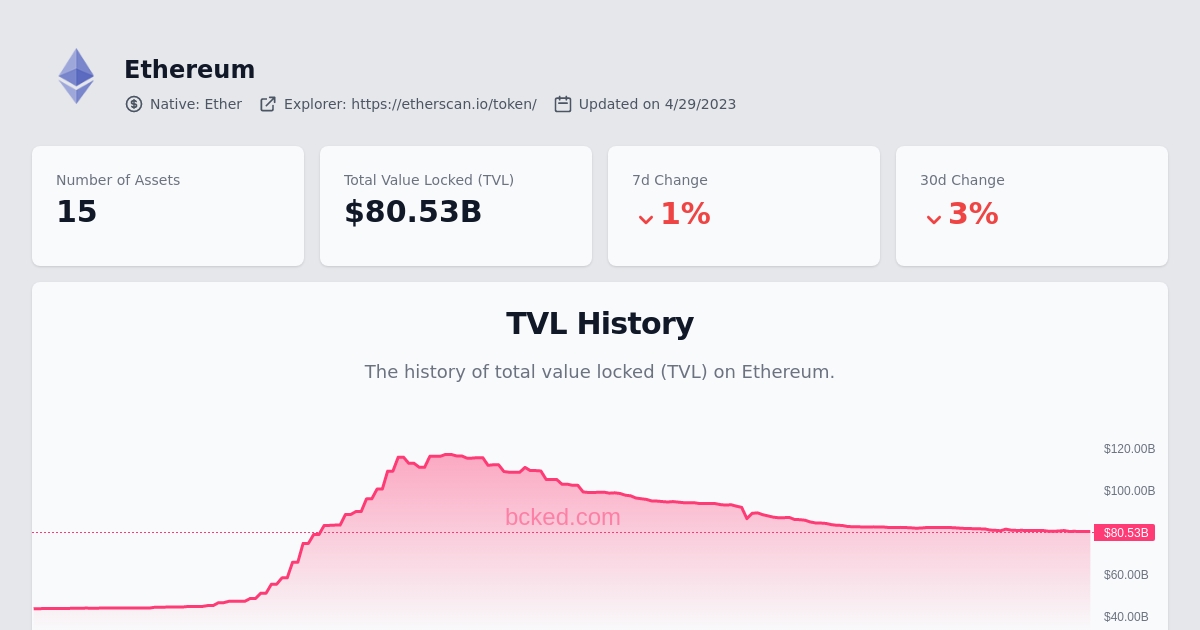 Ethereum
Native: Ether Explorer: https://etherscan.io/token/ Updated on 4/29/2023
Number of Assets
15
Total Value Locked (TVL)
$80.53B
7d Change
1%
30d Change
3%
TVL History
The history of total value locked (TVL) on Ethereum.
$120.00B
$100.00B
bcked.com
$80.53B
$60.00B
$40.00B